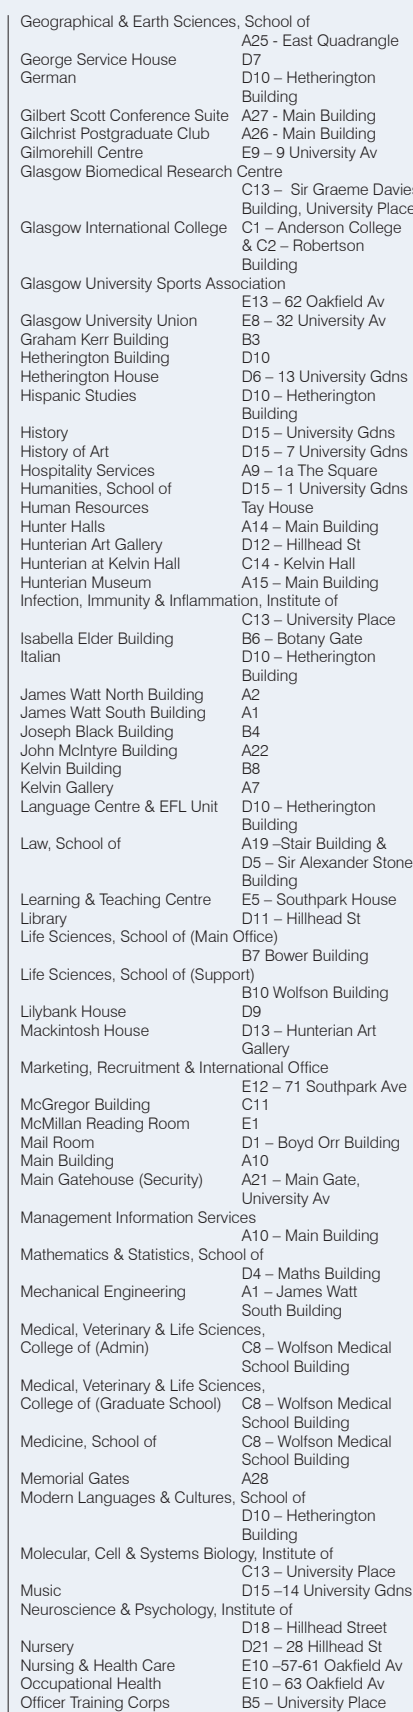 Geographical & Earth Sciences, School of
A25 - East Quadrangle
George Service House D7
German D10 – Hetherington
Building
Gilbert Scott Conference Suite A27 - Main Building
Gilchrist Postgraduate Club A26 - Main Building
Gilmorehill Centre E9 – 9 University Av
Glasgow Biomedical Research Centre
C13 – Sir Graeme Davies
Building, University Place
Glasgow International College C1 – Anderson College
& C2 – Robertson
Building
Glasgow University Sports Association
E13 – 62 Oakfield Av
Glasgow University Union E8 – 32 University Av
Graham Kerr Building B3
Hetherington Building D10
Hetherington House D6 – 13 University Gdns
Hispanic Studies D10 – Hetherington
Building
History D15 – University Gdns
History of Art D15 – 7 University Gdns
Hospitality Services A9 – 1a The Square
Humanities, School of D15 – 1 University Gdns
Human Resources Tay House
Hunter Halls A14 – Main Building
Hunterian Art Gallery D12 – Hillhead St
Hunterian at Kelvin Hall C14 - Kelvin Hall
Hunterian Museum A15 – Main Building
Infection, Immunity & Inflammation, Institute of
C13 – University Place
Isabella Elder Building B6 – Botany Gate
Italian D10 – Hetherington
Building
James Watt North Building A2
James Watt South Building A1
Joseph Black Building B4
John McIntyre Building A22
Kelvin Building B8
Kelvin Gallery A7
Language Centre & EFL Unit D10 – Hetherington
Building
Law, School of A19 –Stair Building &
D5 – Sir Alexander Stone
Building
Learning & Teaching Centre E5 – Southpark House
Library D11 – Hillhead St
Life Sciences, School of (Main Office)
B7 Bower Building
Life Sciences, School of (Support)
B10 Wolfson Building
Lilybank House D9
Mackintosh House D13 – Hunterian Art
Gallery
Marketing, Recruitment & International Office
E12 – 71 Southpark Ave
McGregor Building C11
McMillan Reading Room E1
Mail Room D1 – Boyd Orr Building
Main Building A10
Main Gatehouse (Security) A21 – Main Gate,
University Av
Management Information Services
A10 – Main Building
Mathematics & Statistics, School of
D4 – Maths Building
Mechanical Engineering A1 – James Watt
South Building
Medical, Veterinary & Life Sciences,
College of (Admin) C8 – Wolfson Medical
School Building
Medical, Veterinary & Life Sciences,
College of (Graduate School) C8 – Wolfson Medical
School Building
Medicine, School of C8 – Wolfson Medical
School Building
Memorial Gates A28
Modern Languages & Cultures, School of
D10 – Hetherington
Building
Molecular, Cell & Systems Biology, Institute of
C13 – University Place
Music D15 –14 University Gdns
Neuroscience & Psychology, Institute of
D18 – Hillhead Street
Nursery D21 – 28 Hillhead St
Nursing & Health Care E10 –57-61 Oakfield Av
Occupational Health E10 – 63 Oakfield Av
Officer Training Corps B5 – University Place